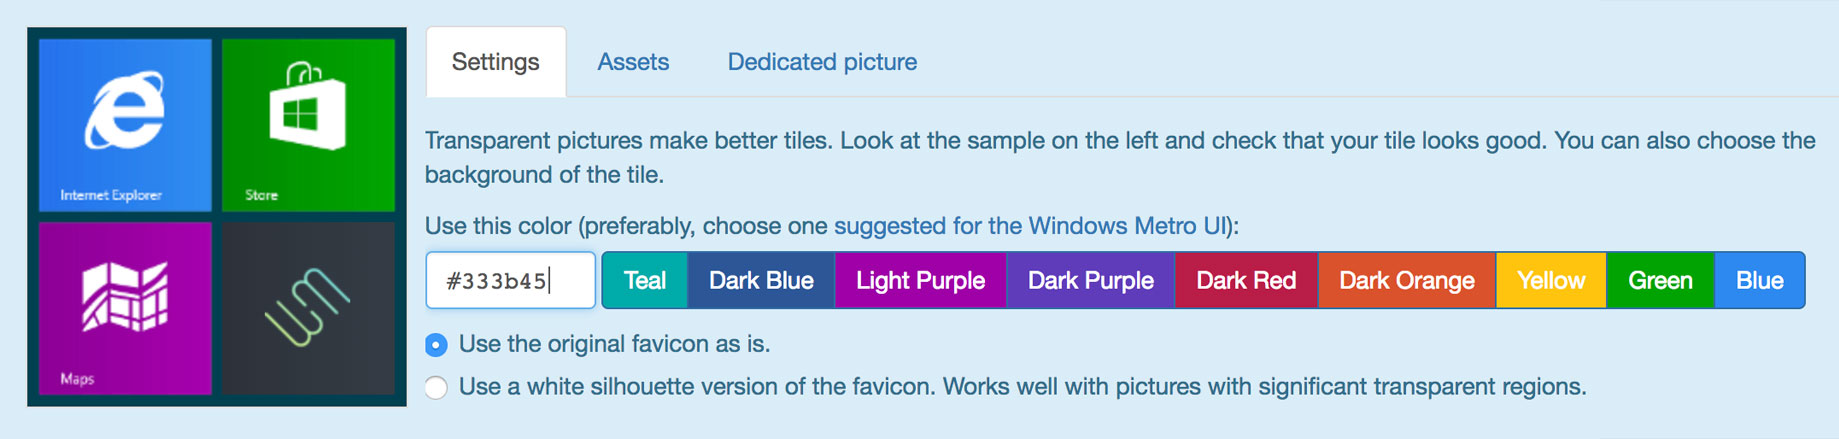 Internet Explorer
Store
Maps
Settings
Assets
Dedicated picture
Transparent pictures make better tiles. Look at the sample on the left and check that your tile looks good. You can also choose the
background of the tile.
Use this color (preferably, choose one suggested for the Windows Metro UI):
#333b45
Teal
Dark Blue
Light Purple
Dark Purple
Dark Red
Dark Orange
Yellow
Green
Blue
Use the original favicon as is.
Use a white silhouette version of the favicon. Works well with pictures with significant transparent regions.